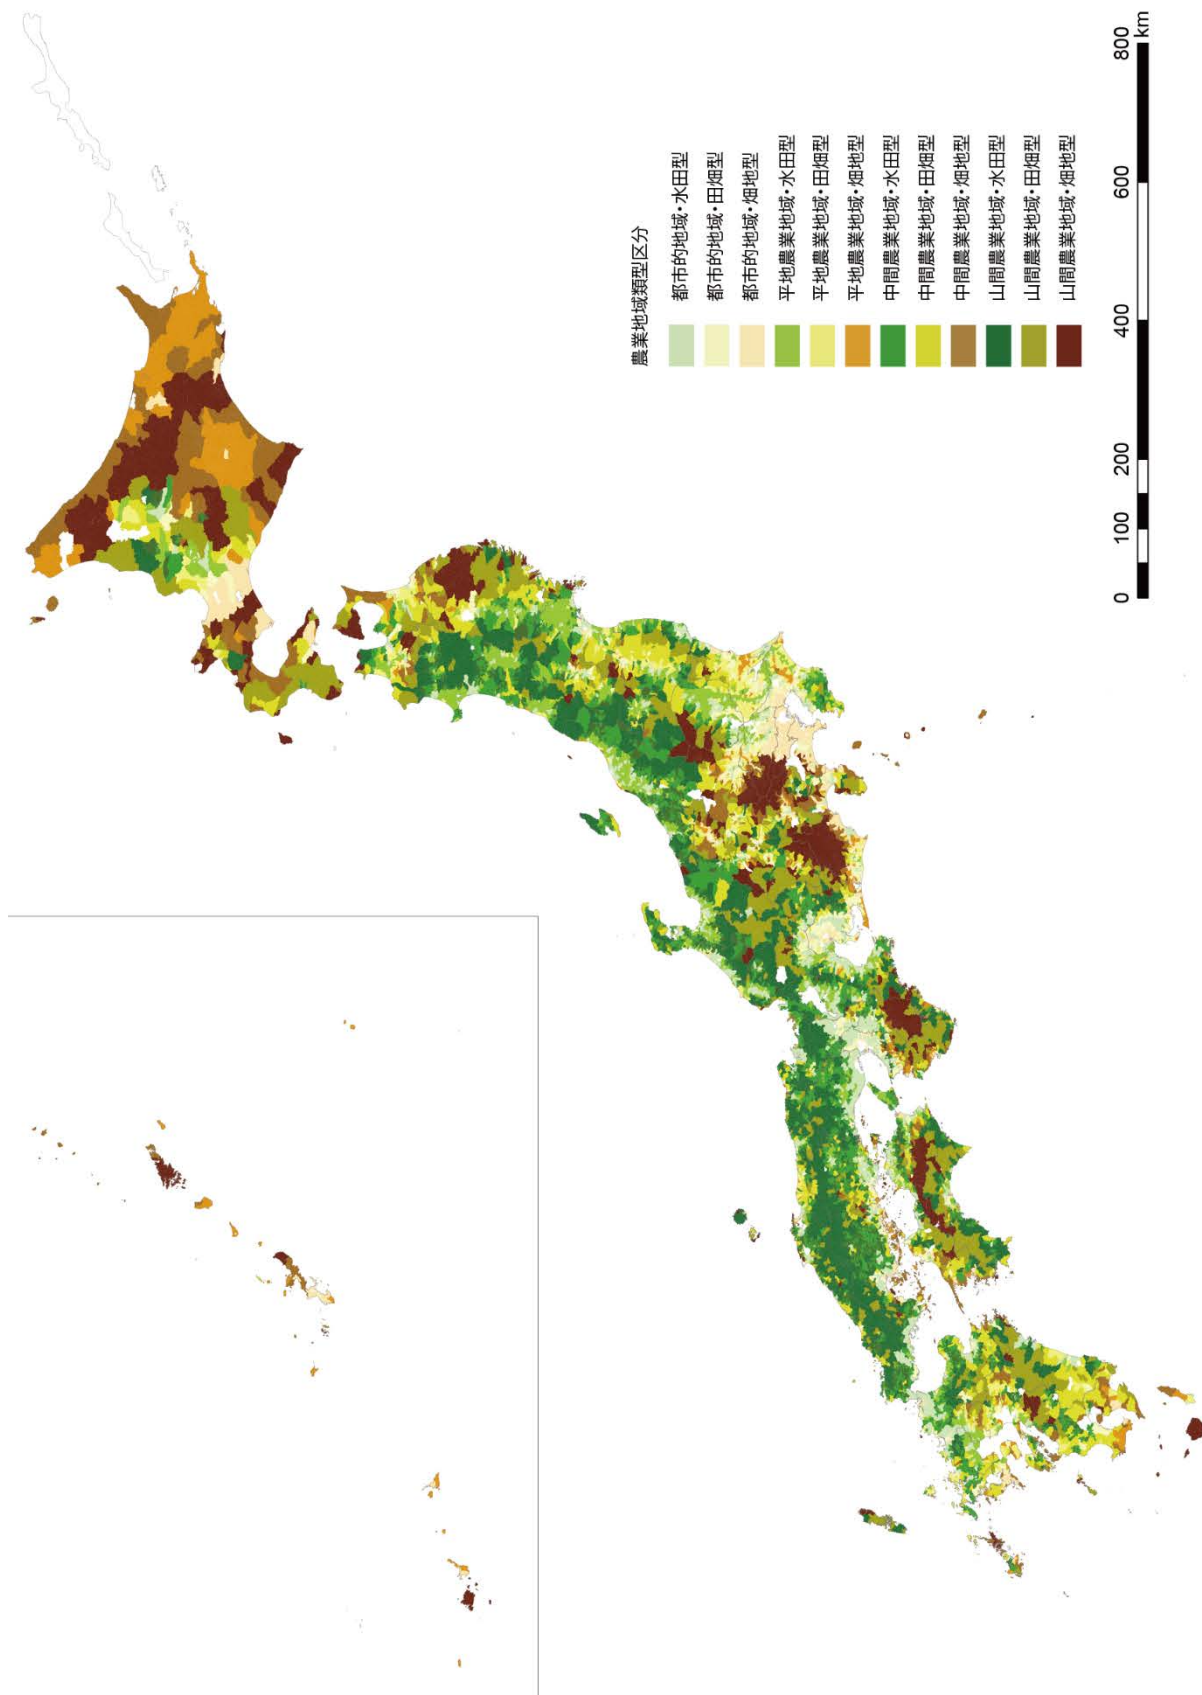 農業地域類型区分
都市的地域・水田型
都市的地域・田畑型
都市的地域・畑地型
平地農業地域・水田型
平地農業地域・田畑型
平地農業地域・畑地型
中間農業地域・水田型
中間農業地域・田畑型
中間農業地域・畑地型
山間農業地域・水田型
山間農業地域・田畑型
山間農業地域・畑地型
0 100 200 400 600 800
km